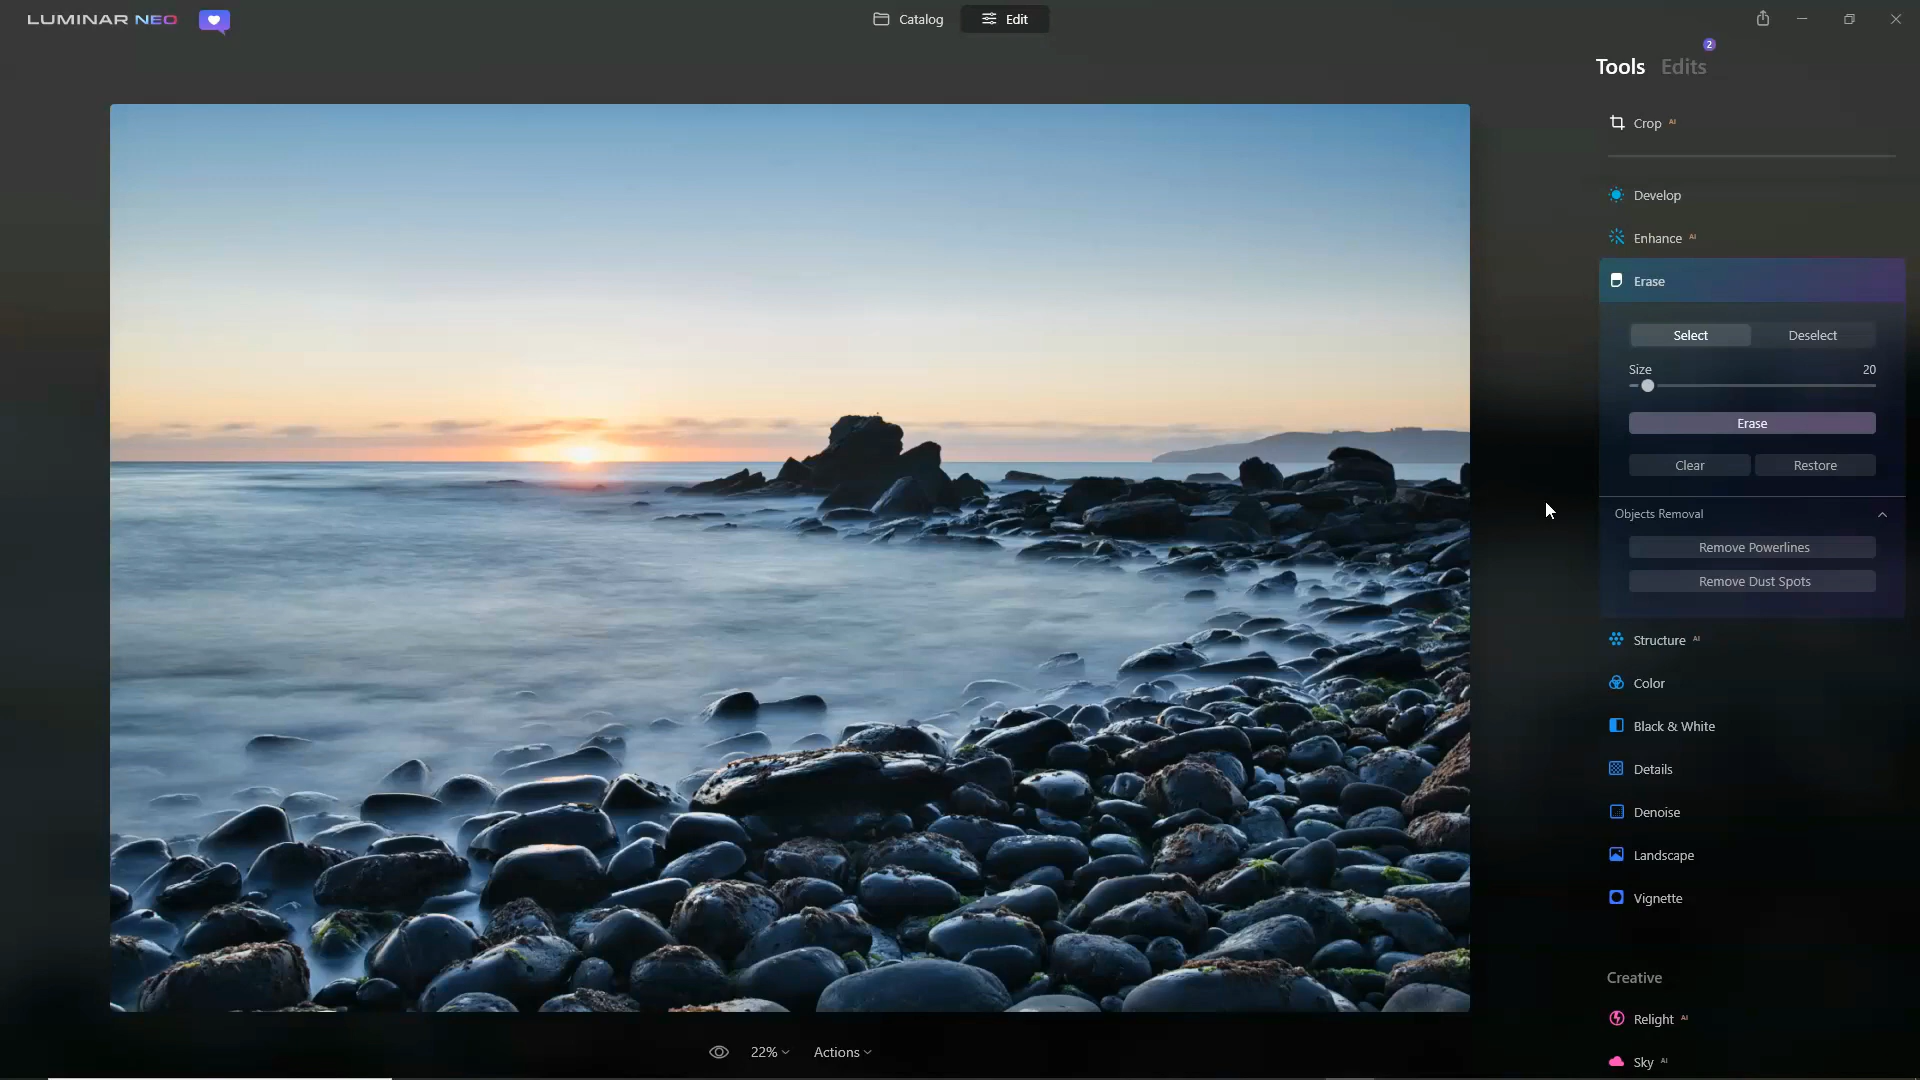 LUMINAR NEO
Catalog
Edit
2
Tools Edits
Crop AI
Develop
Enhance AI
Erase
Select Deselect
Size 20
Erase
Clear Restore
Objects Removal
Remove Powerlines
Remove Dust Spots
Structure AI
Color
Black & White
Details
Denoise
Landscape
Vignette
Creative
Relight AI
Sky AI
22% Actions